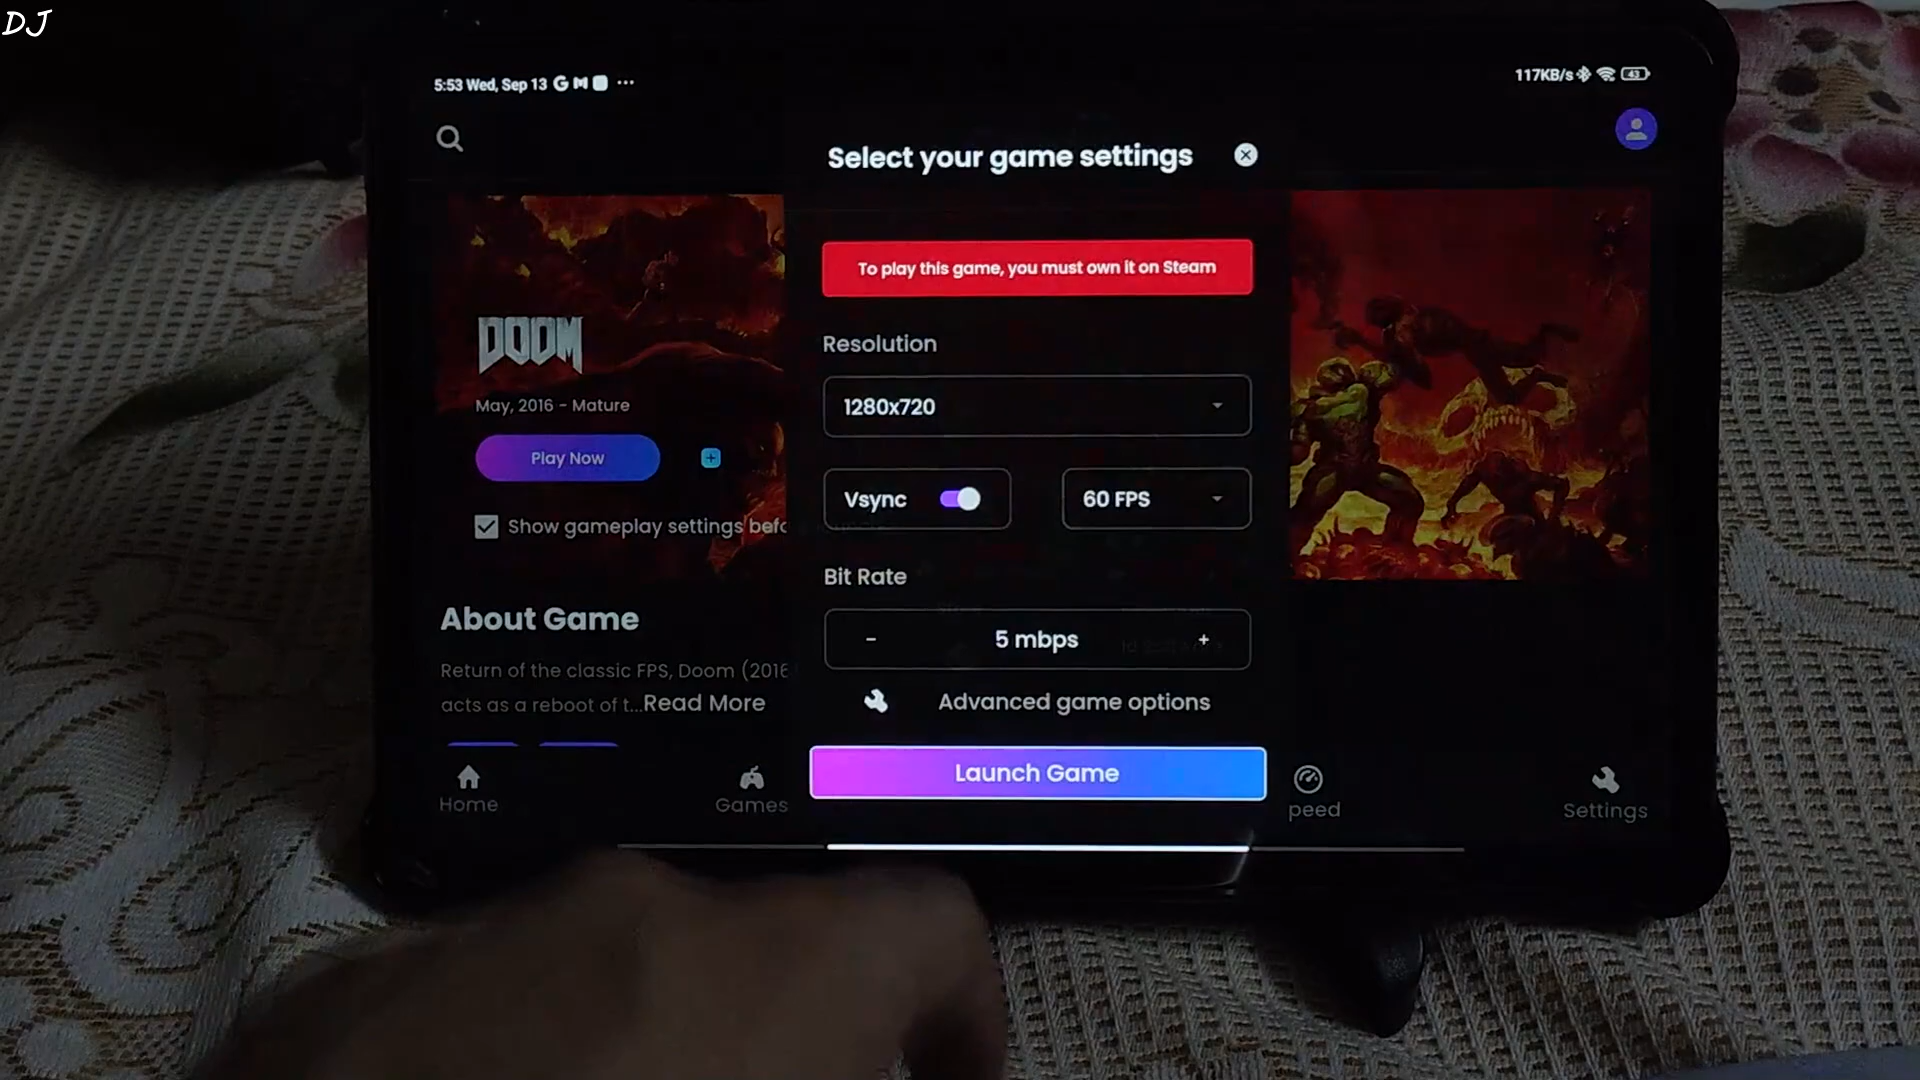 DJ
5:53 Wed, Sep 13
117KB/s
43
Select your game settings
To play this game, you must own it on Steam
Resolution
1280x720
DOOM
May, 2016 - Mature
Play Now
Vsync
60 FPS
Show gameplay settings befo
Bit Rate
- 5 mbps +
About Game
Return of the classic FPS, Doom (2016
acts as a reboot of t...Read More
Advanced game options
Launch Game
Home
Games
peed
Settings